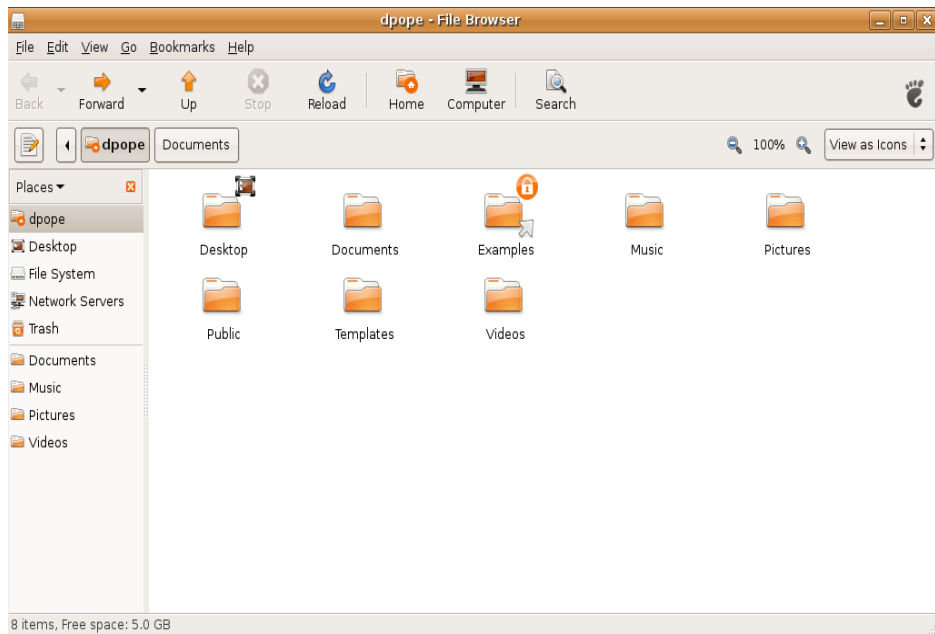 dpope - File Browser
File Edit View Go Bookmarks Help
Back Forward Up Stop Reload Home Computer Search
dpope Documents 100% View as Icons
Places
dpope
Desktop
File System
Network Servers
Trash
Documents
Music
Pictures
Videos
Desktop Documents Examples Music Pictures
Public Templates Videos
8 items, Free space: 5.0 GB